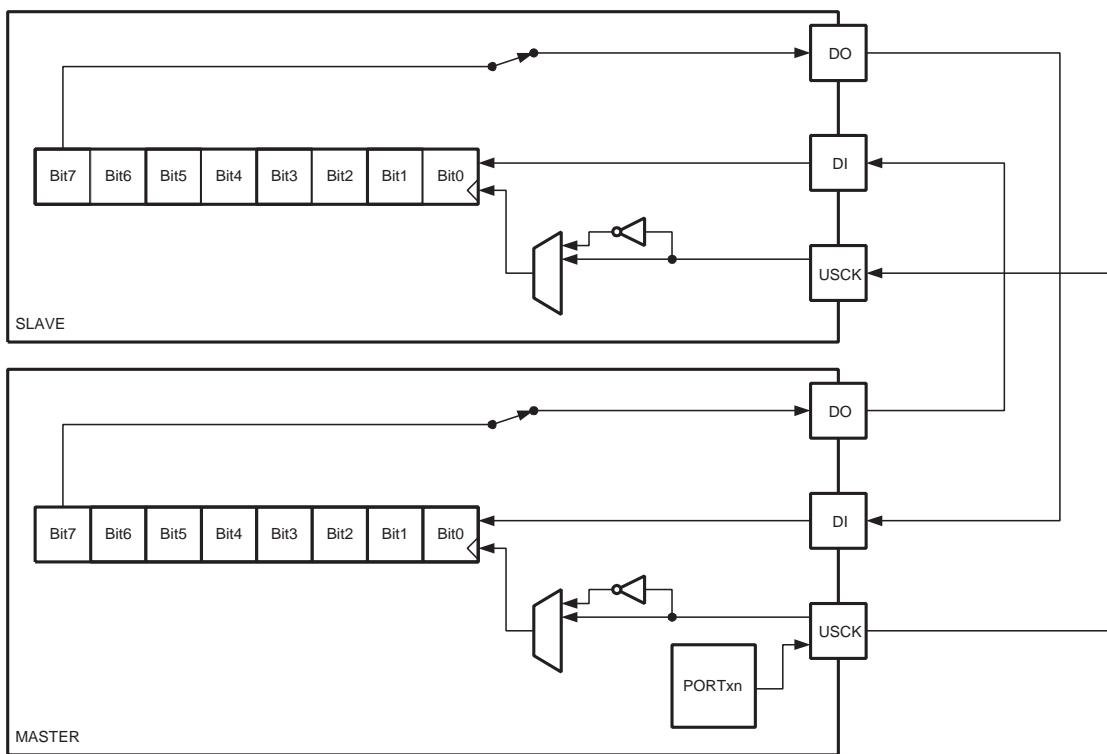 DO
DI
Bit7 Bit6 Bit5 Bit4 Bit3 Bit2 Bit1 Bit0
USCK
SLAVE
DO
DI
Bit7 Bit6 Bit5 Bit4 Bit3 Bit2 Bit1 Bit0
USCK
PORTxn
MASTER